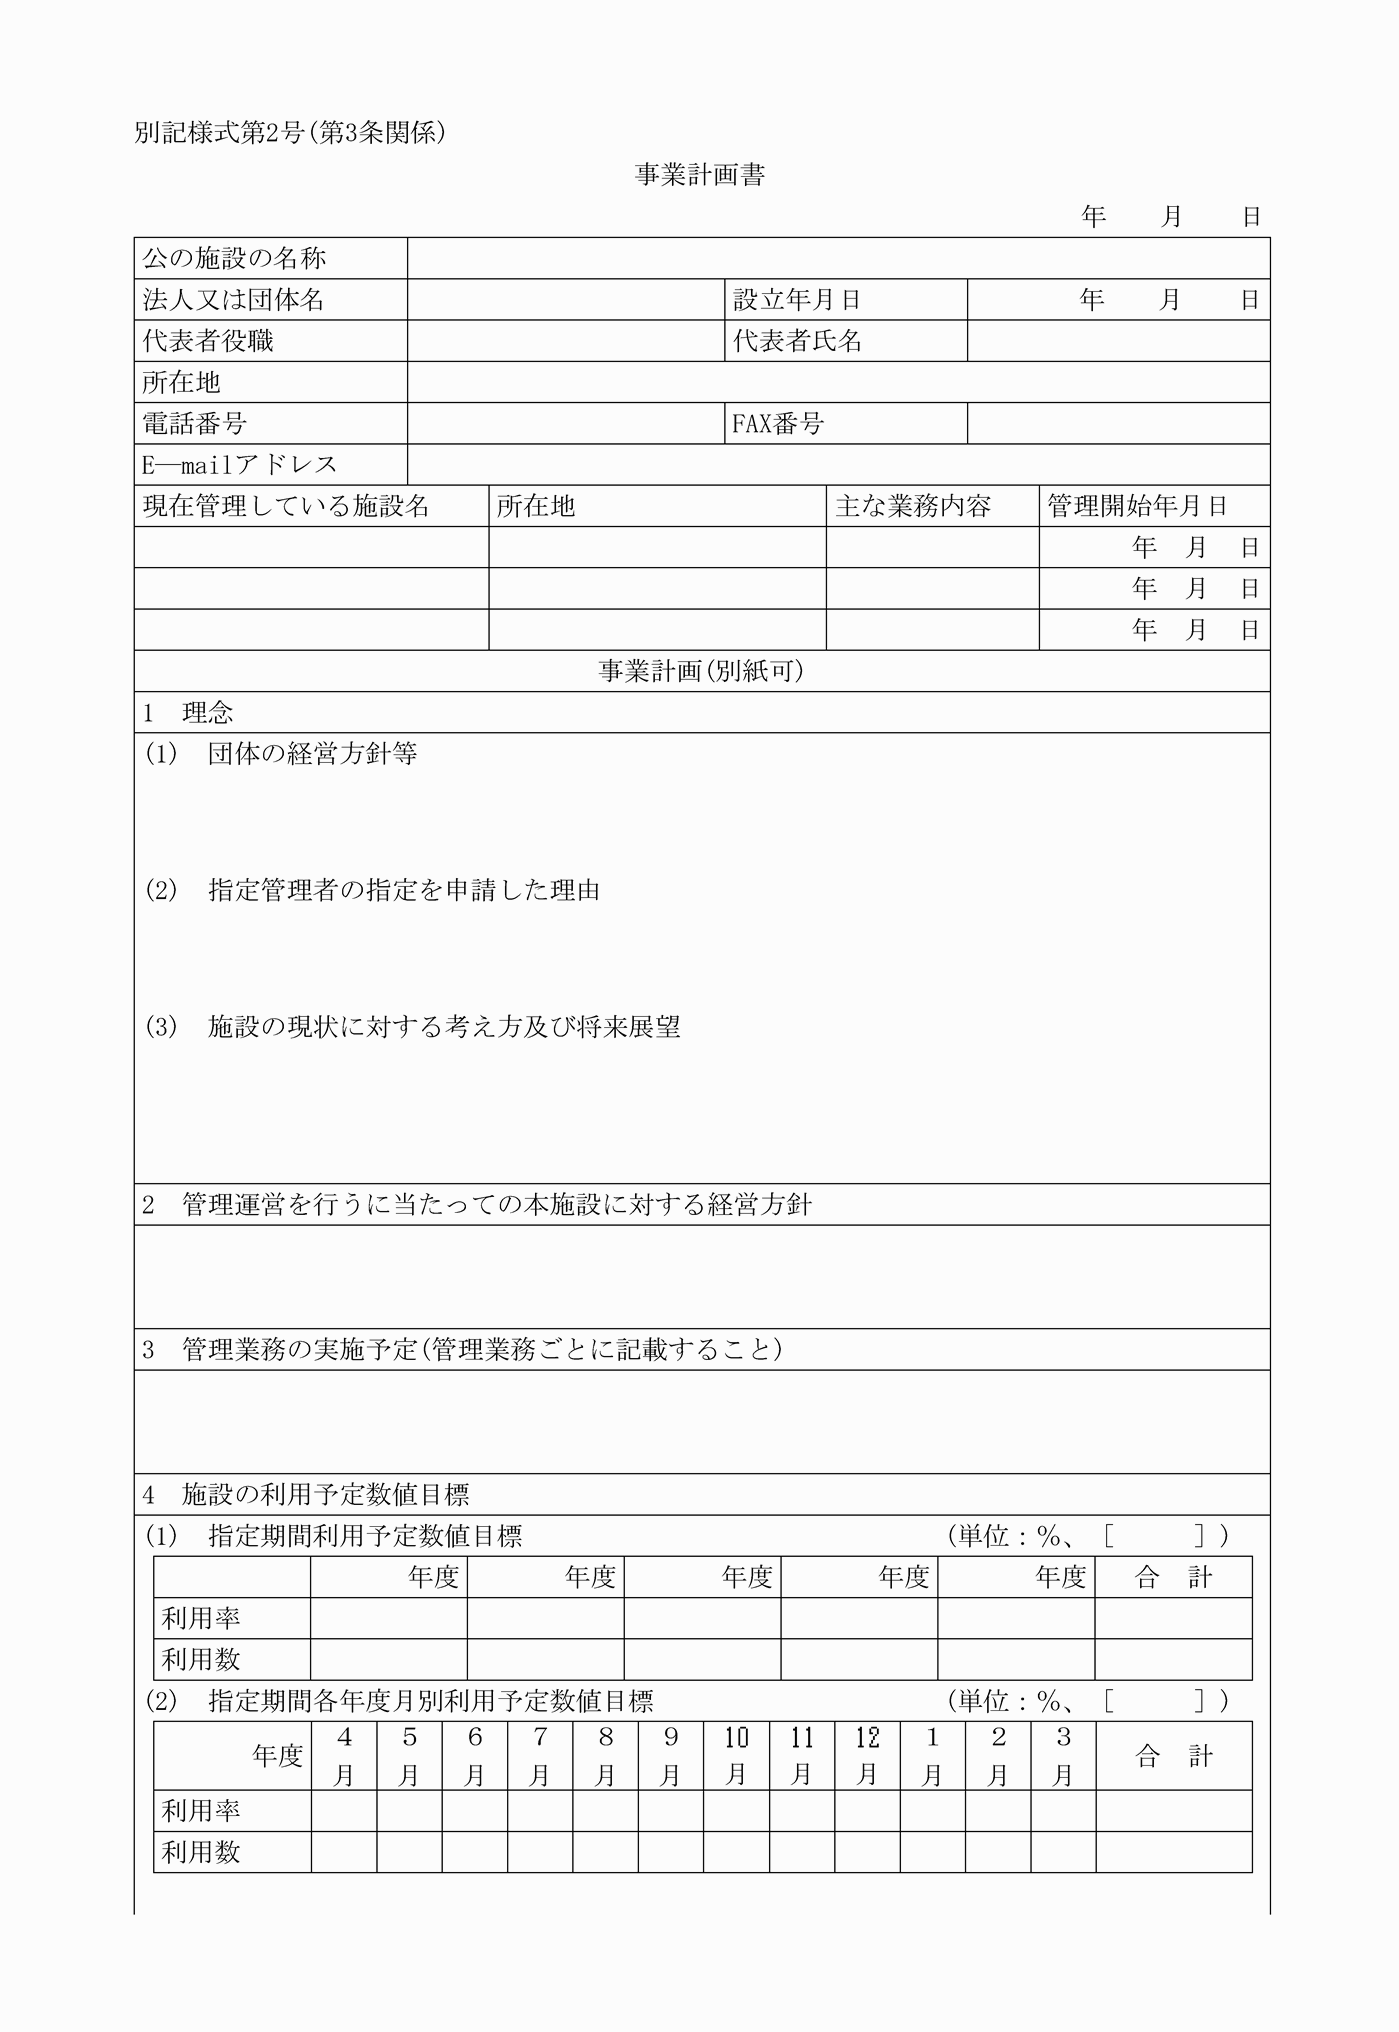 別記様式第2号(第3条関係)
事業計画書
年　　月　　日
公の施設の名称
法人又は団体名　設立年月日　年　　月　　日
代表者役職　代表者氏名
所在地
電話番号　FAX番号
E―mailアドレス
現在管理している施設名　所在地　主な業務内容　管理開始年月日
年　月　日
年　月　日
年　月　日
事業計画(別紙可)
1　理念
(1)　団体の経営方針等
(2)　指定管理者の指定を申請した理由
(3)　施設の現状に対する考え方及び将来展望
2　管理運営を行うに当たっての本施設に対する経営方針
3　管理業務の実施予定(管理業務ごとに記載すること)
4　施設の利用予定数値目標
(1)　指定期間利用予定数値目標　(単位：％、［　　　］)
年度　年度　年度　年度　年度　合　計
利用率
利用数
(2)　指定期間各年度月別利用予定数値目標　(単位：％、［　　　］)
年度　4月　5月　6月　7月　8月　9月　10月　11月　12月　1月　2月　3月　合　計
利用率
利用数